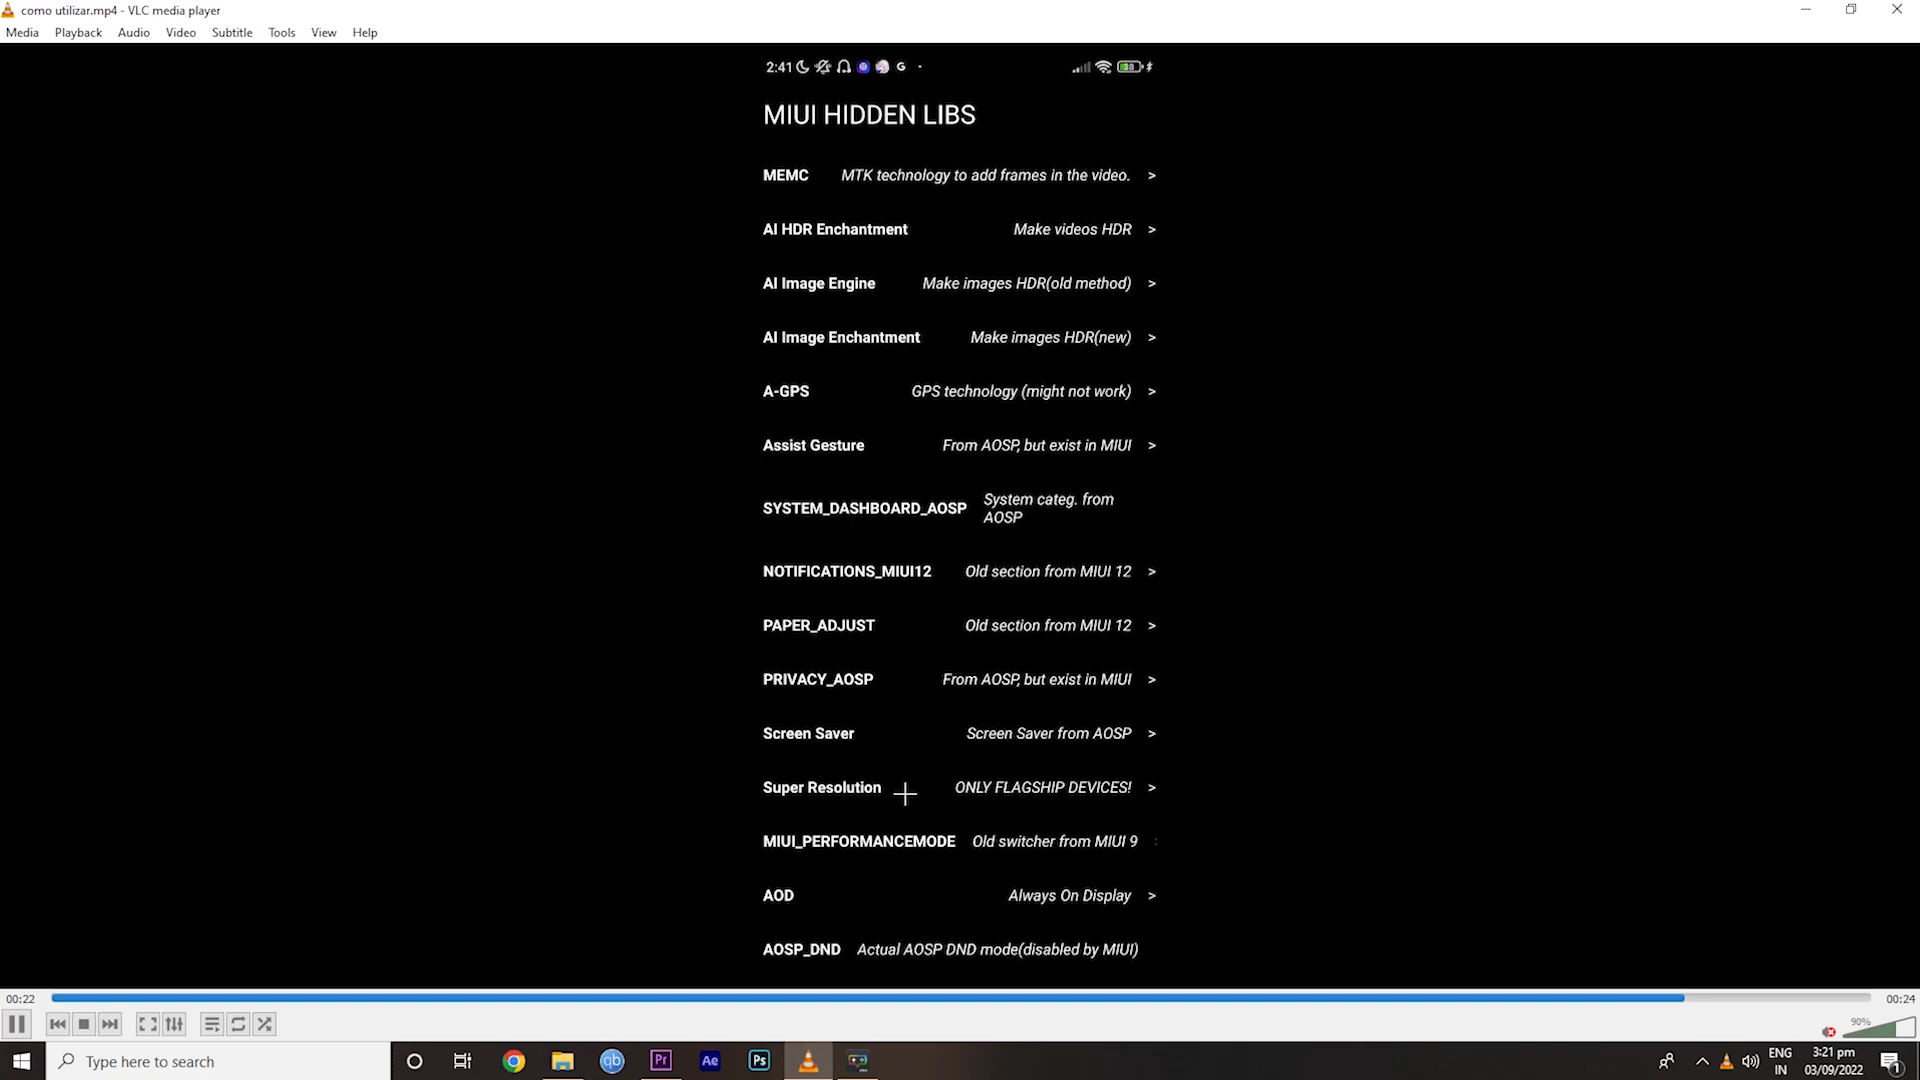 como utilizar.mp4 - VLC media player
Media Playback Audio Video Subtitle Tools View Help
2:41 G 38
MIUI HIDDEN LIBS
MEMC MTK technology to add frames in the video. >
AI HDR Enchantment Make videos HDR >
AI Image Engine Make images HDR(old method) >
AI Image Enchantment Make images HDR(new) >
A-GPS GPS technology (might not work) >
Assist Gesture From AOSP, but exist in MIUI >
SYSTEM_DASHBOARD_AOSP System categ. from
AOSP
NOTIFICATIONS_MIUI12 Old section from MIUI 12 >
PAPER_ADJUST Old section from MIUI 12 >
PRIVACY_AOSP From AOSP, but exist in MIUI >
Screen Saver Screen Saver from AOSP >
Super Resolution ONLY FLAGSHIP DEVICES! >
MIUI_PERFORMANCEMODE Old switcher from MIUI 9
AOD Always On Display >
AOSP_DND Actual AOSP DND mode(disabled by MIUI)
00:22 00:24
90%
Type here to search qb Pr Ae Ps ENG 3:21 pm
IN 03/09/2022 1